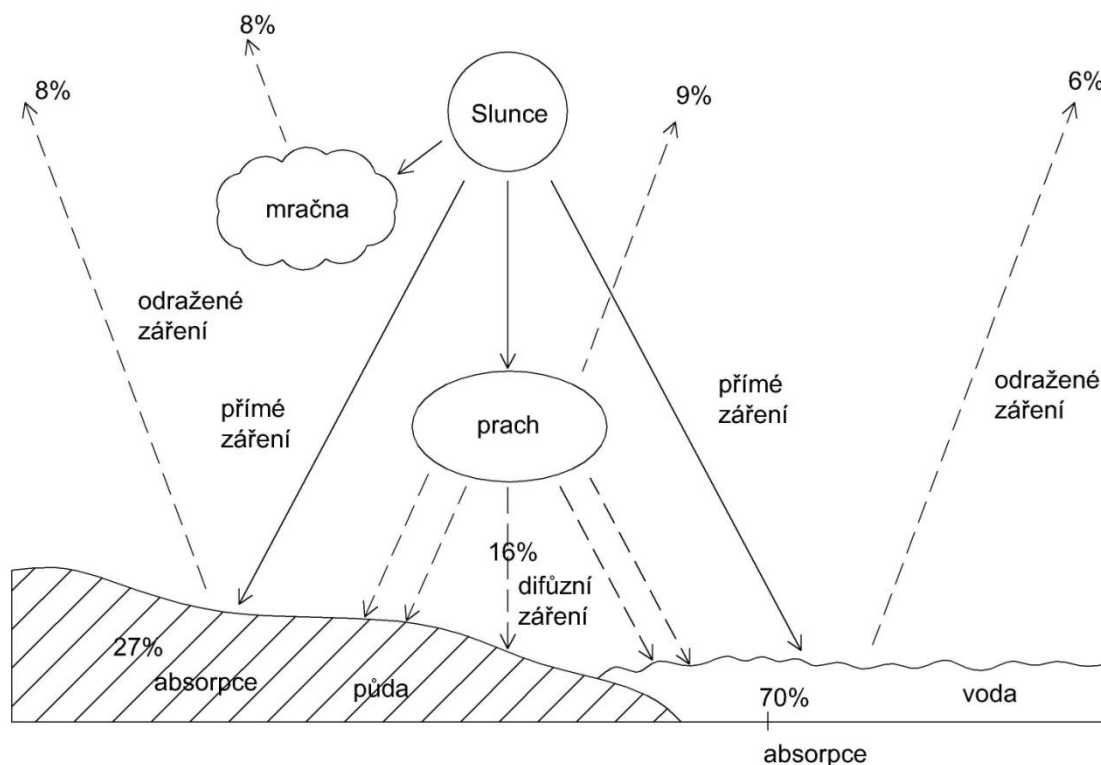 8%
8%
Slunce
9%
6%
mračna
odražené
záření
přímé
záření
prach
přímé
záření
odražené
záření
16%
difůzní
záření
27%
absorpce
půda
70%
voda
absorpce